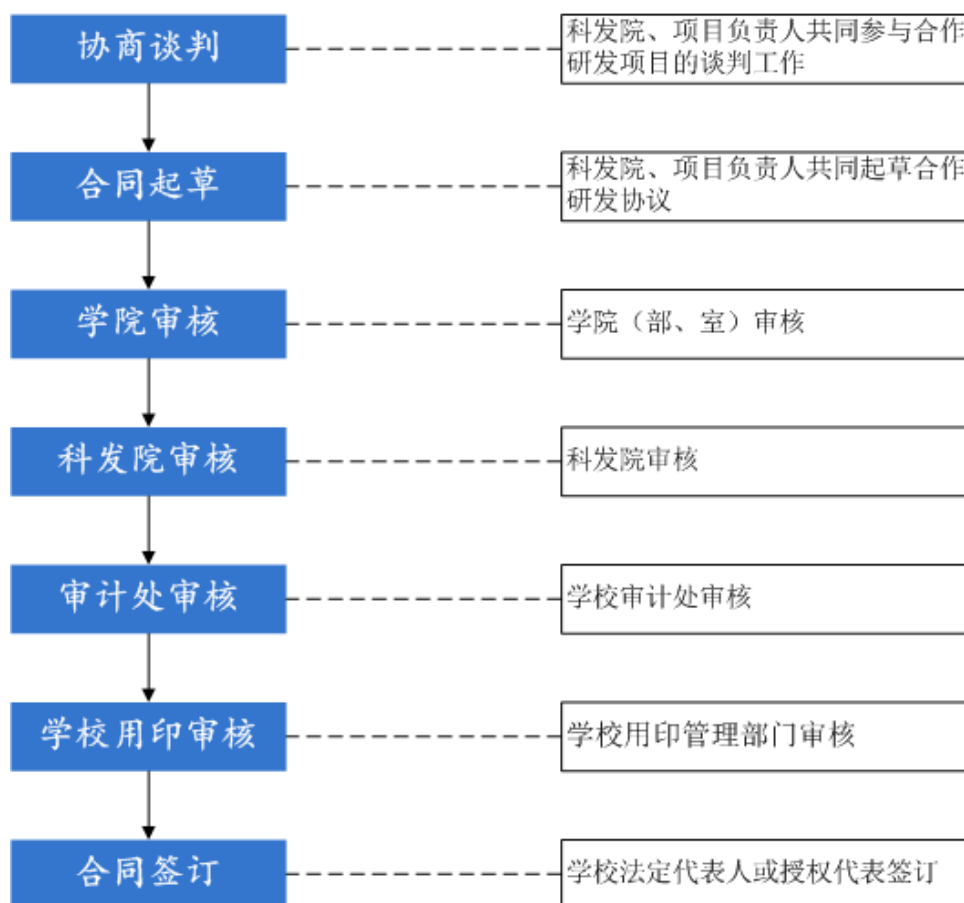 协商谈判
科发院、项目负责人共同参与合作
研发项目的谈判工作
合同起草
科发院、项目负责人共同起草合作
研发协议
学院审核
学院（部、室）审核
科发院审核
科发院审核
审计处审核
学校审计处审核
学校用印审核
学校用印管理部门审核
合同签订
学校法定代表人或授权代表签订